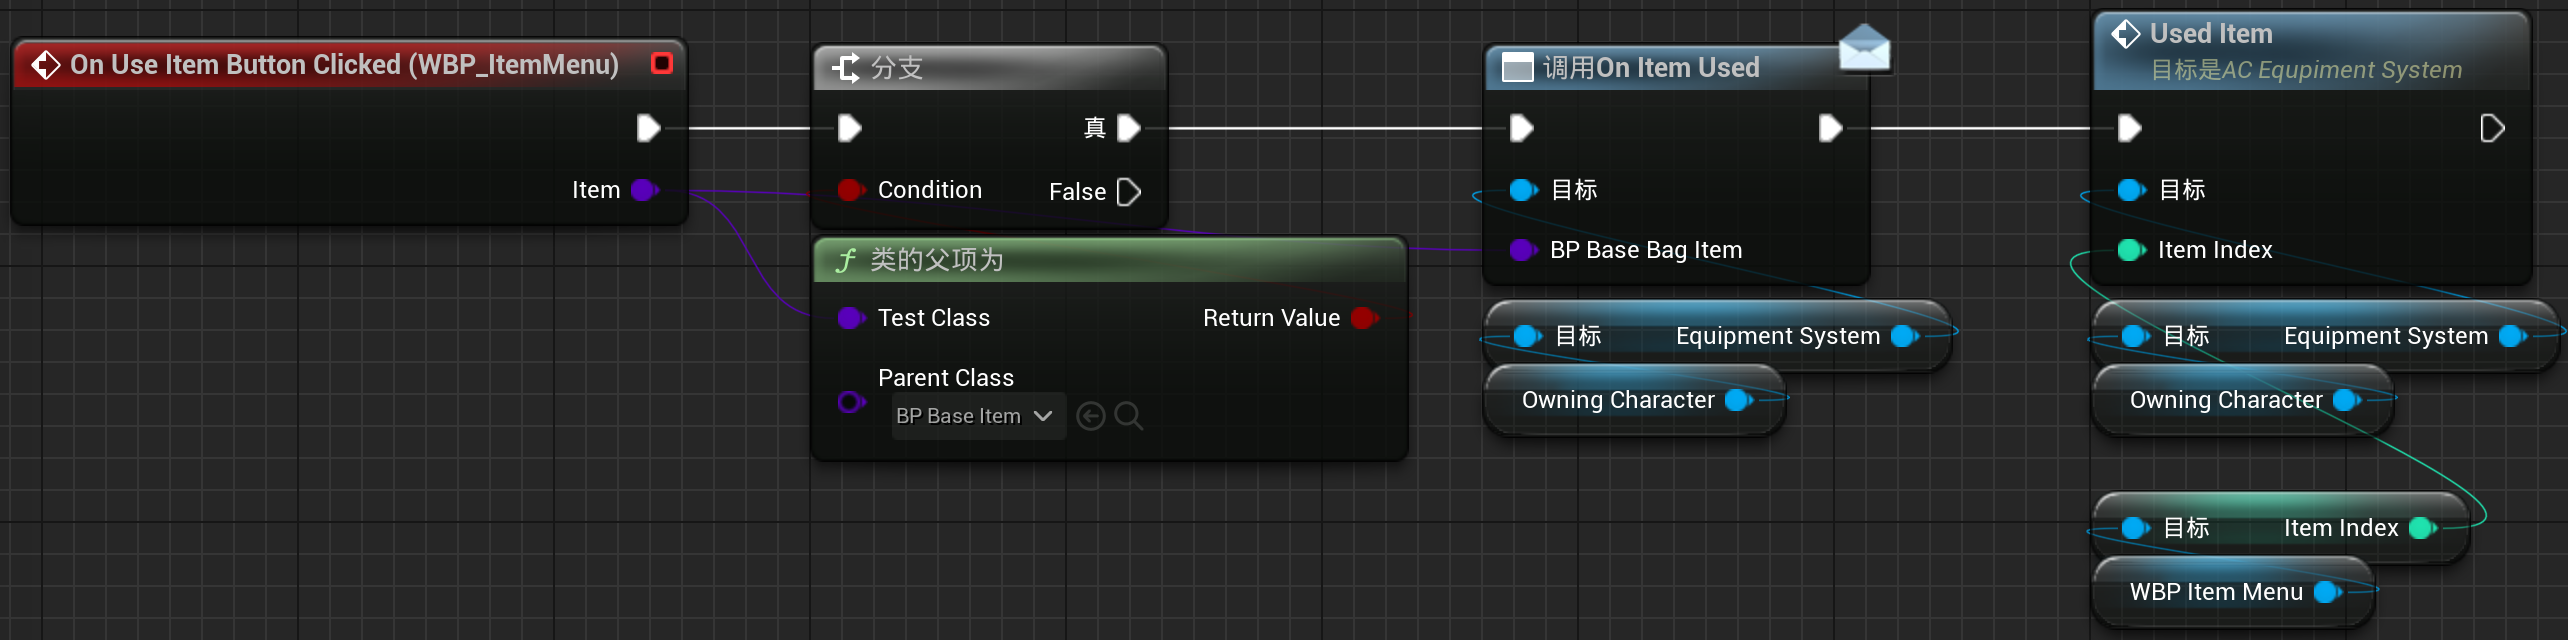 On Use Item Button Clicked (WBP_ItemMenu)
Item
分支
真
Condition
False
类的父项为
Test Class
Return Value
Parent Class
BP Base Item
调用On Item Used
目标
BP Base Bag Item
目标
Equipment System
Owning Character
Used Item
目标是AC Equpiment System
目标
Item Index
目标
Equipment System
Owning Character
目标
Item Index
WBP Item Menu